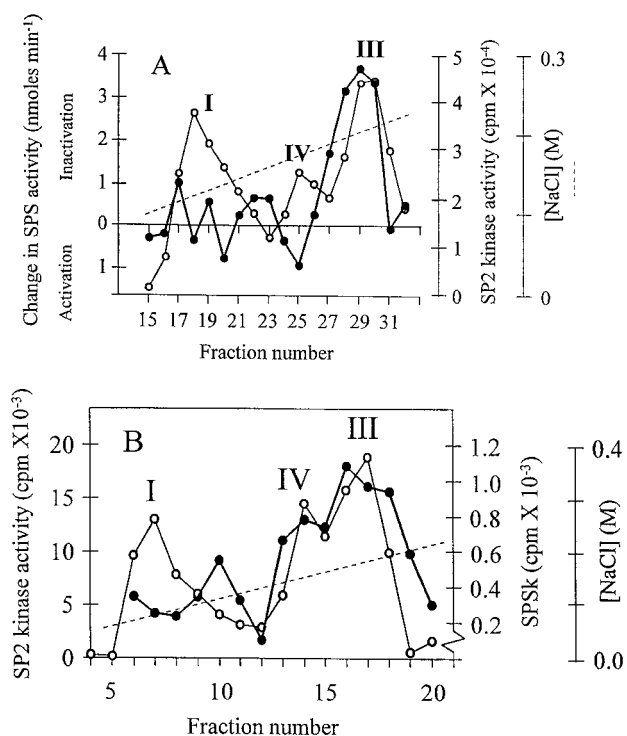 A
I
IV
III
Change in SPS activity (nmoles min⁻¹)
Inactivation
Activation
4
3
2
1
0
1
15 17 19 21 23 25 27 29 31
Fraction number
5
4
3
2
1
0
SP2 kinase activity (cpm X 10⁻⁴)
0.3
0
[NaCl] (M)
B
I
IV
III
SP2 kinase activity (cpm X10⁻³)
20
15
10
5
0
5 10 15 20
Fraction number
1.2
1.0
0.8
0.6
0.4
0.2
SPSk (cpm X 10⁻³)
0.4
0.0
[NaCl] (M)